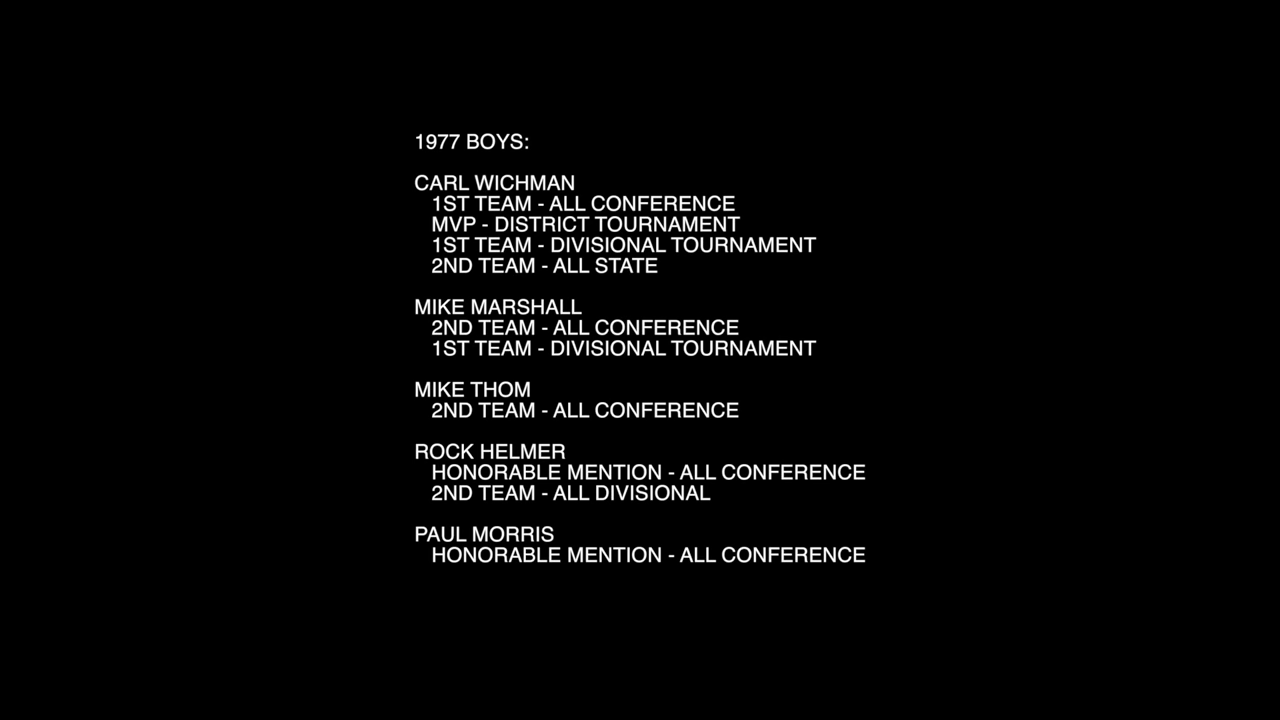 1977 BOYS:
CARL WICHMAN
1ST TEAM - ALL CONFERENCE
MVP - DISTRICT TOURNAMENT
1ST TEAM - DIVISIONAL TOURNAMENT
2ND TEAM - ALL STATE
MIKE MARSHALL
2ND TEAM - ALL CONFERENCE
1ST TEAM - DIVISIONAL TOURNAMENT
MIKE THOM
2ND TEAM - ALL CONFERENCE
ROCK HELMER
HONORABLE MENTION - ALL CONFERENCE
2ND TEAM - ALL DIVISIONAL
PAUL MORRIS
HONORABLE MENTION - ALL CONFERENCE